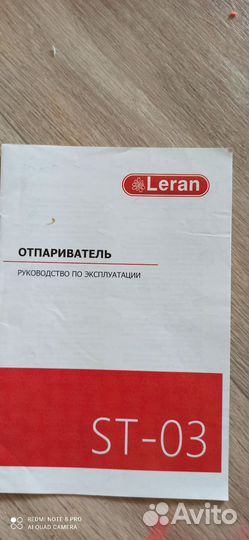 Leran
ОТПАРИВАТЕЛЬ
РУКОВОДСТВО ПО ЭКСПЛУАТАЦИИ
ST-03
REDMI NOTE 8 PRO
AI QUAD CAMERA
Avito